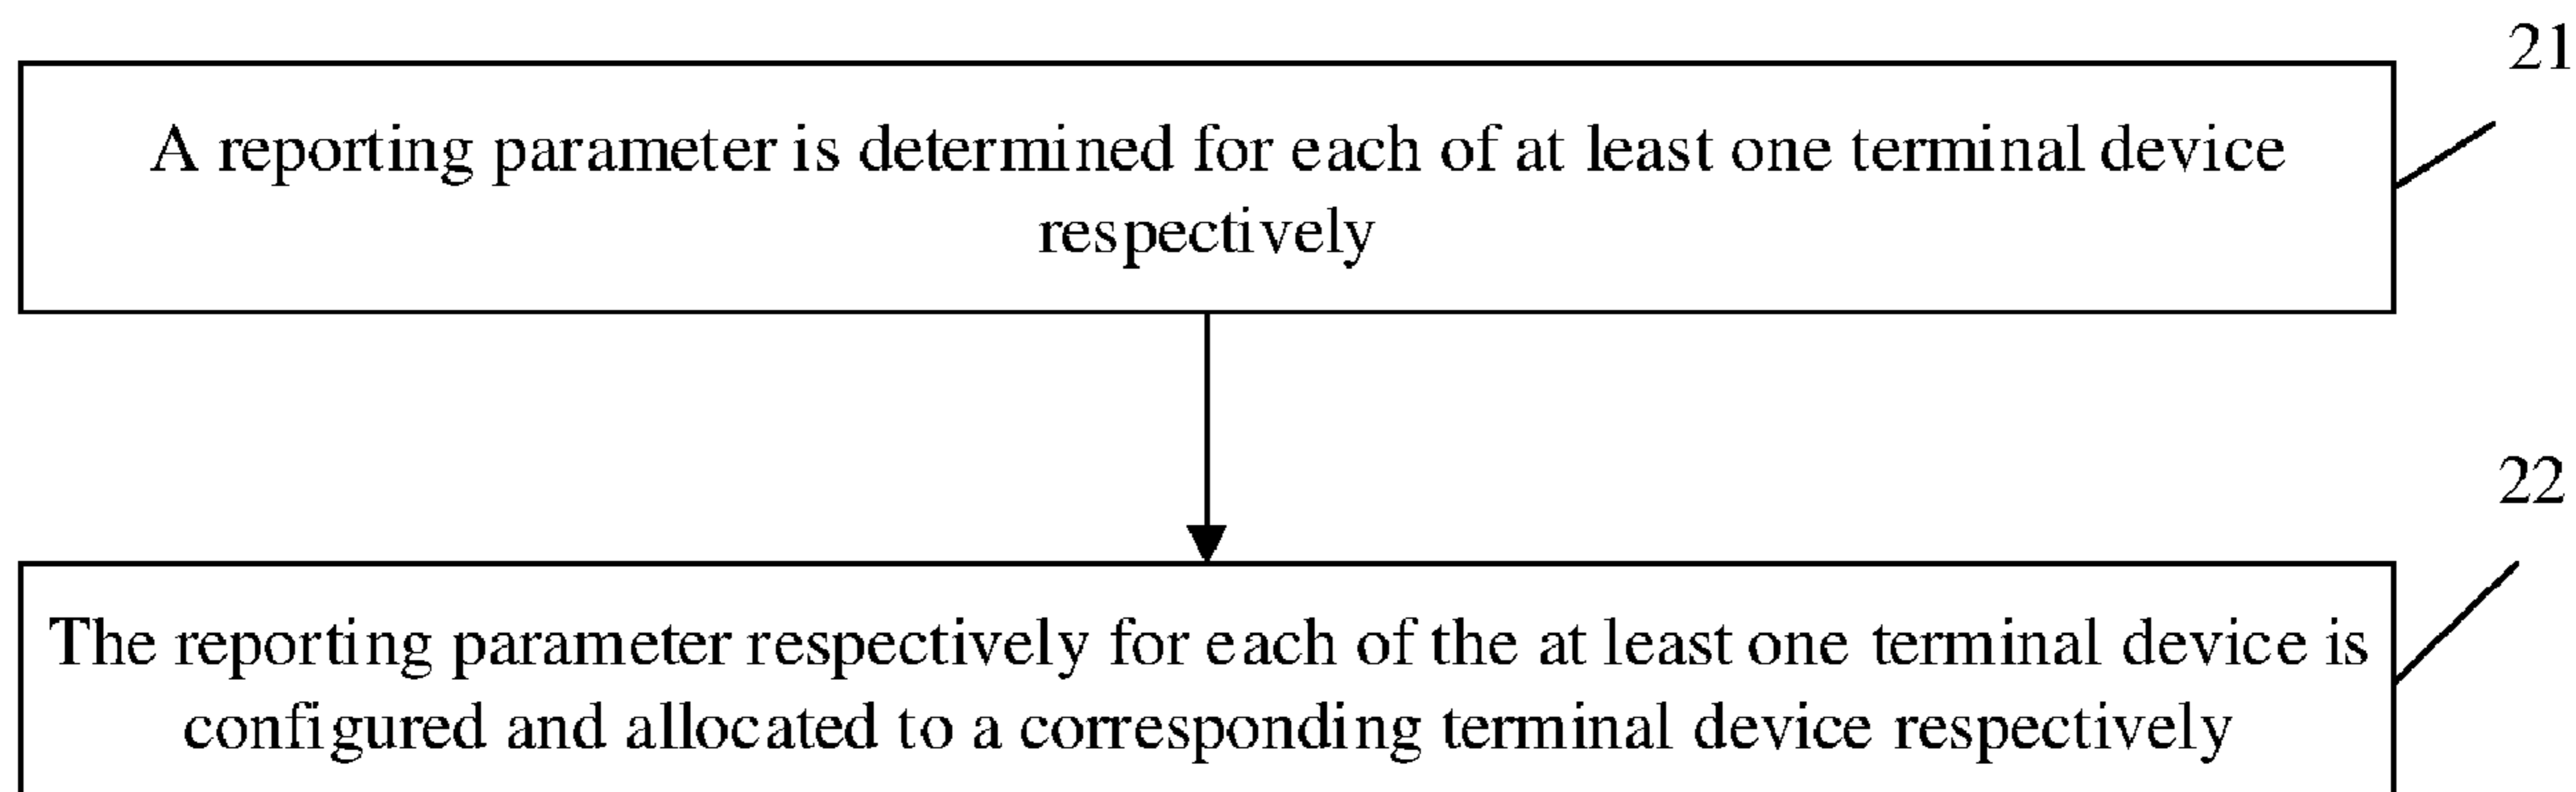 21
A reporting parameter is determined for each of at least one terminal device
respectively
22
The reporting parameter respectively for each of the at least one terminal device is
configured and allocated to a corresponding terminal device respectively